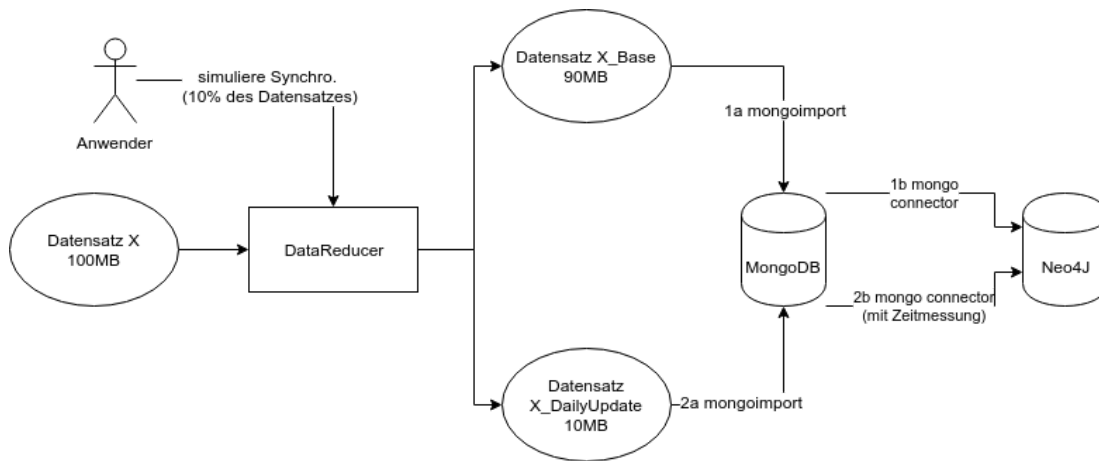 simuliere Synchro.
(10% des Datensatzes)
Anwender
Datensatz X
100MB
DataReducer
Datensatz X_Base
90MB
1a mongoimport
Datensatz
X_DailyUpdate
10MB
2a mongoimport
MongoDB
1b mongo
connector
2b mongo connector
(mit Zeitmessung)
Neo4J